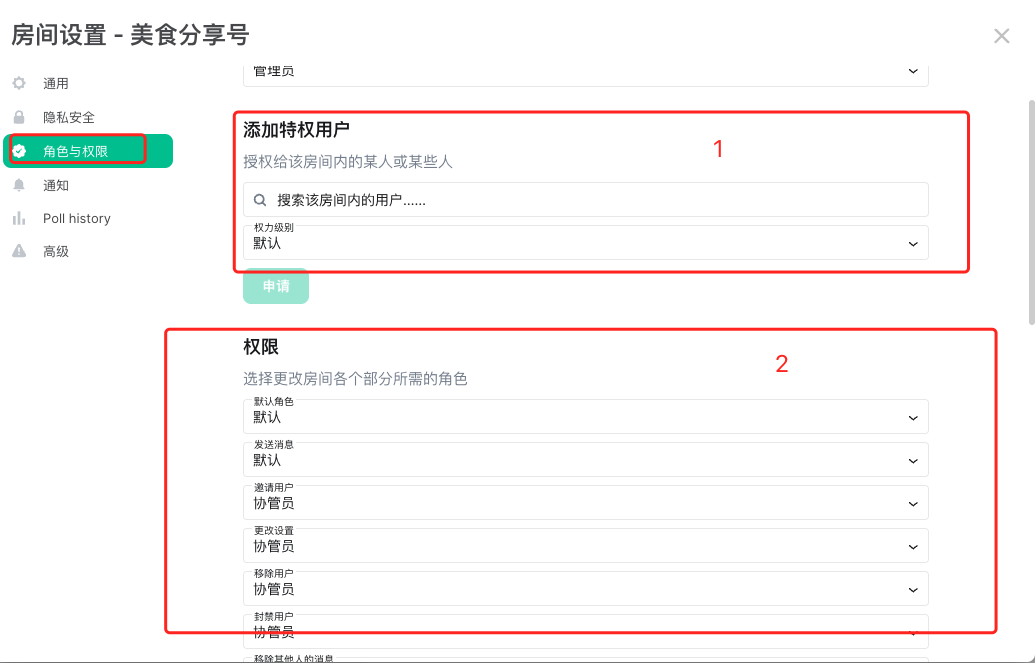 房间设置 - 美食分享号
通用
隐私安全
角色与权限
通知
Poll history
高级
管理员
添加特权用户
1
授权给该房间内的某人或某些人
搜索该房间内的用户......
权力级别
默认
申请
权限
2
选择更改房间各个部分所需的角色
默认角色
默认
发送消息
默认
邀请用户
协管员
更改设置
协管员
移除用户
协管员
封禁用户
协管员
移除其他人的消息